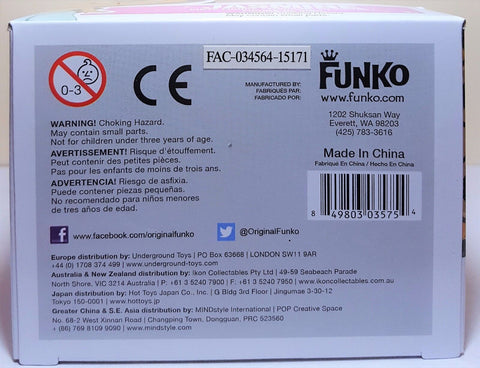 FAC-034564-15171
0-3
CE
MANUFACTURED BY:
FABRIQUÉS PAR:
FABRICADO POR:
FUNKO
www.funko.com
1202 Shuksan Way
Everett, WA 98203
(425) 783-3616
WARNING! Choking Hazard.
May contain small parts.
Not for children under three years of age.
AVERTISSEMENT! Risque d'étouffement.
Peut contenir des petites pièces.
Pas pour les enfants de moins de trois ans.
ADVERTENCIA! Riesgo de asfixia.
Puede contener piezas pequeñas.
No recomendado para niños menores
de tres años de edad.
Made In China
Fabriqué En China / Hecho En China
8 49803 03575 4
www.facebook.com/originalfunko
@OriginalFunko
Europe distribution by: Underground Toys | PO Box 63668 | LONDON SW11 9AR
+44 (0) 1708 374 499 | www.undergroundtoys.com
Australia & New Zealand distribution by: Ikon Collectables Pty Ltd | 49-59 Seabeach Parade
North Shore, VIC 3214 Australia | P: +61 3 5240 7900 | F: +61 3 5240 7980 | www.ikoncollectables.com.au
Japan distribution by: Hot Toys Japan Co., Inc. | G Bldg 3rd Floor | Jingumae 3-30-12
Tokyo 150-0001 | www.hottoys.jp
Greater China & S.E. Asia distribution by: MINDstyle International | POP Creative Space
No. 68-2 West Xinnan Road | Changping Town, Dongguan, PRC 523560
+ (86) 769 8109 9090 | www.mindstyle.com